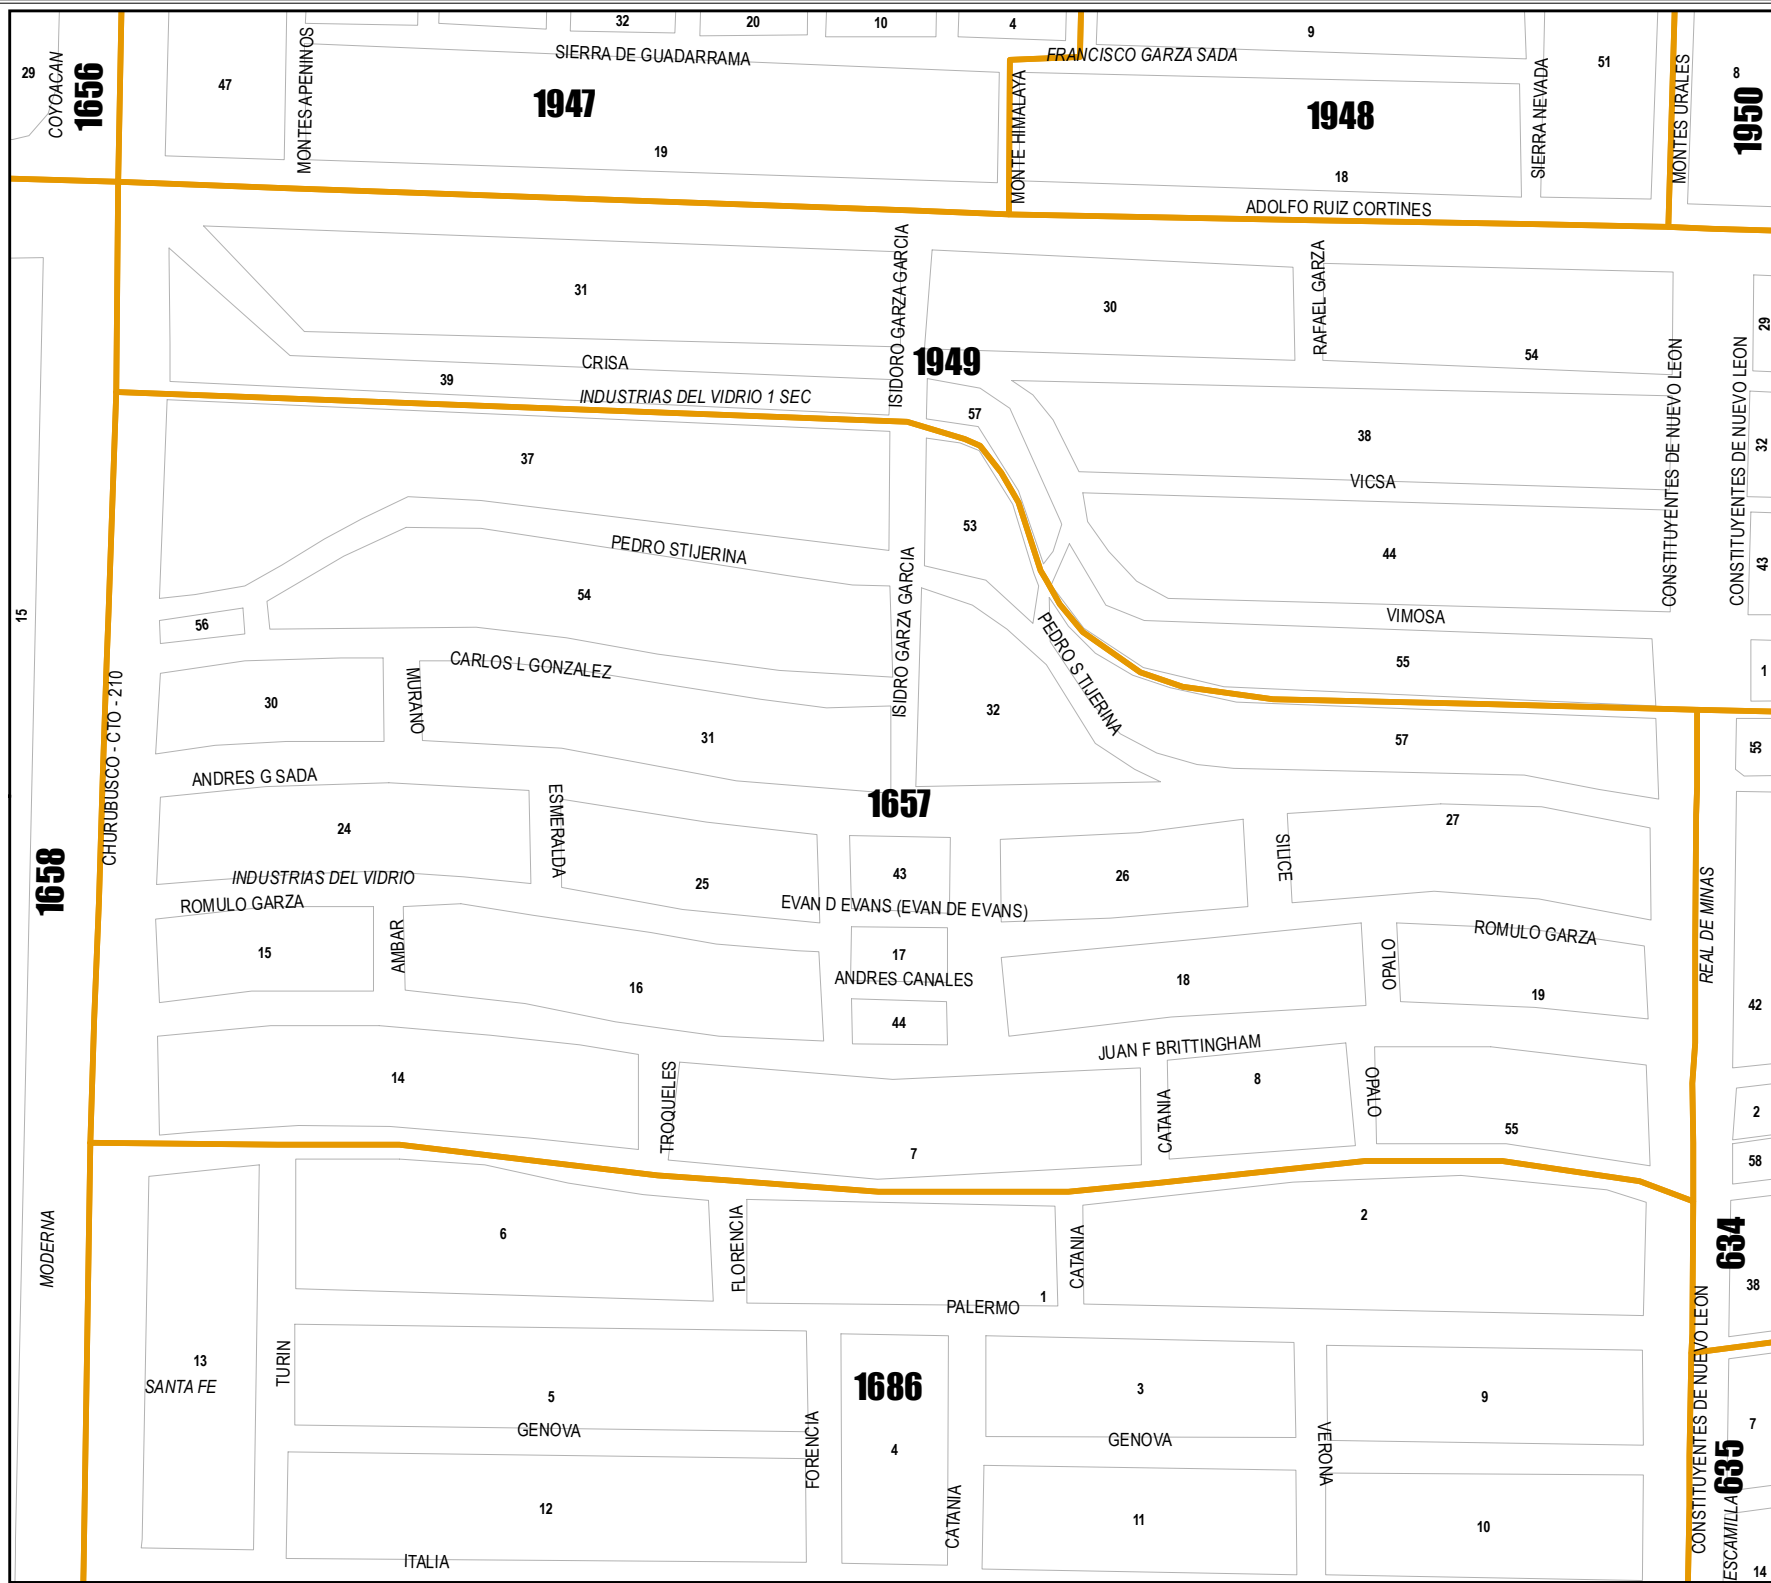 32
20
10
4
9
29
COYOACAN
1656
47
MONTES APENINOS
SIERRA DE GUADARRAMA
1947
19
FRANCISCO GARZA SADA
MONTE HIMALAYA
1948
18
SIERRA NEVADA
51
MONTES URALES
8
1950
ADOLFO RUIZ CORTINES
31
ISIDORO GARZA GARCIA
30
RAFAEL GARZA
54
29
CRISA
39
INDUSTRIAS DEL VIDRIO 1 SEC
1949
57
38
CONSTITUYENTES DE NUEVO LEON
CONSTITUYENTES DE NUEVO LEON
32
37
VICSA
53
44
43
PEDRO STIJERINA
54
ISIDRO GARZA GARCIA
VIMOSA
15
56
PEDRO S TIJERINA
55
1
CARLOS L GONZALEZ
MURANO
30
31
32
57
55
CHURUBUSCO - CTO - 210
ANDRES G SADA
1657
24
ESMERALDA
25
43
26
SILICE
27
1658
INDUSTRIAS DEL VIDRIO
ROMULO GARZA
EVAN D EVANS (EVAN DE EVANS)
REAL DE MINAS
15
AMBAR
16
17
ANDRES CANALES
18
OPALO
ROMULO GARZA
19
42
44
JUAN F BRITTINGHAM
14
TROQUELES
7
CATANIA
8
OPALO
55
2
58
MODERNA
6
FLORENCIA
CATANIA
2
634
38
PALERMO
1
13
SANTA FE
TURIN
5
1686
3
9
CONSTITUYENTES DE NUEVO LEON
7
GENOVA
FORENCIA
4
GENOVA
VERONA
635
12
CATANIA
11
10
ESCAMILLA
14
ITALIA